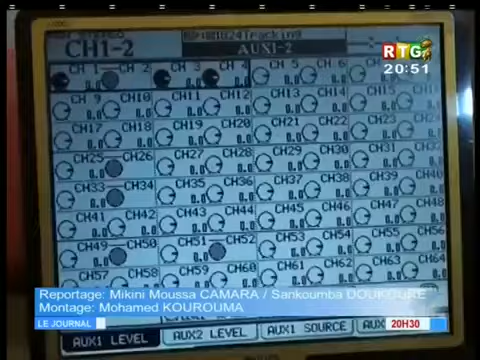 RTG
20:51
CH1-2
AUX1-2
CH 1 CH 2 CH 3 CH 4 CH 5 CH 6
CH 9 CH10 CH11 CH12 CH13 CH14
CH17 CH18 CH19 CH20 CH21 CH22 CH23
CH25 CH26 CH27 CH28 CH29 CH30 CH31 CH32
CH33 CH34 CH35 CH36 CH37 CH38 CH39 CH40
CH41 CH42 CH43 CH44 CH45 CH46 CH47 CH48
CH49 CH50 CH51 CH52 CH53 CH54 CH55 CH56
CH57 CH58 CH59 CH60 CH61 CH62 CH63 CH64
Reportage: Mikini Moussa CAMARA / Sankoumba DOUKOURE
Montage: Mohamed KOUROUMA
LE JOURNAL 20H30
AUX1 LEVEL AUX2 LEVEL AUX1 SOURCE